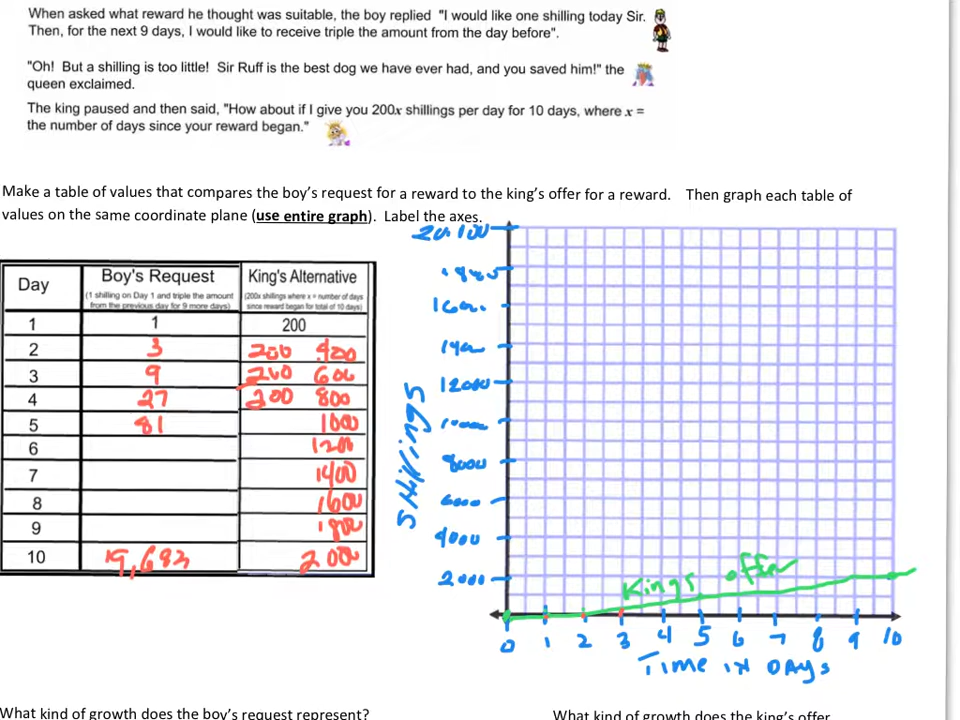 When asked what reward he thought was suitable, the boy replied "I would like one shilling today Sir.
Then, for the next 9 days, I would like to receive triple the amount from the day before".
"Oh! But a shilling is too little! Sir Ruff is the best dog we have ever had, and you saved him!" the
queen exclaimed.
The king paused and then said, "How about if I give you 200x shillings per day for 10 days, where x =
the number of days since your reward began."
Make a table of values that compares the boy's request for a reward to the king's offer for a reward. Then graph each table of
values on the same coordinate plane (use entire graph). Label the axes.
Day Boy's Request King's Alternative
(1 shilling on Day 1 and triple the amount
from the previous day for 9 more days)
(200x shillings where x = number of days
since reward began for total of 10 days)
1 1 200
2 3 200 400
3 9 200 600
4 27 200 800
5 81 1000
6 1200
7 1400
8 1600
9 1800
10 19,683 2000
Shillings
12000
8000
6000
4000
2000
Kings offer
0 1 2 3 4 5 6 7 8 9 10
Time in Days
What kind of growth does the boy's request represent?
What kind of growth does the king's offer